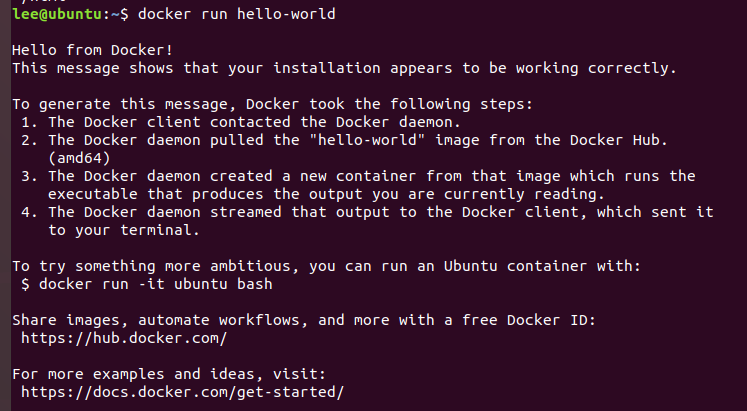 lee@ubuntu:~$ docker run hello-world
Hello from Docker!
This message shows that your installation appears to be working correctly.
To generate this message, Docker took the following steps:
1. The Docker client contacted the Docker daemon.
2. The Docker daemon pulled the "hello-world" image from the Docker Hub.
(amd64)
3. The Docker daemon created a new container from that image which runs the
executable that produces the output you are currently reading.
4. The Docker daemon streamed that output to the Docker client, which sent it
to your terminal.
To try something more ambitious, you can run an Ubuntu container with:
$ docker run -it ubuntu bash
Share images, automate workflows, and more with a free Docker ID:
https://hub.docker.com/
For more examples and ideas, visit:
https://docs.docker.com/get-started/